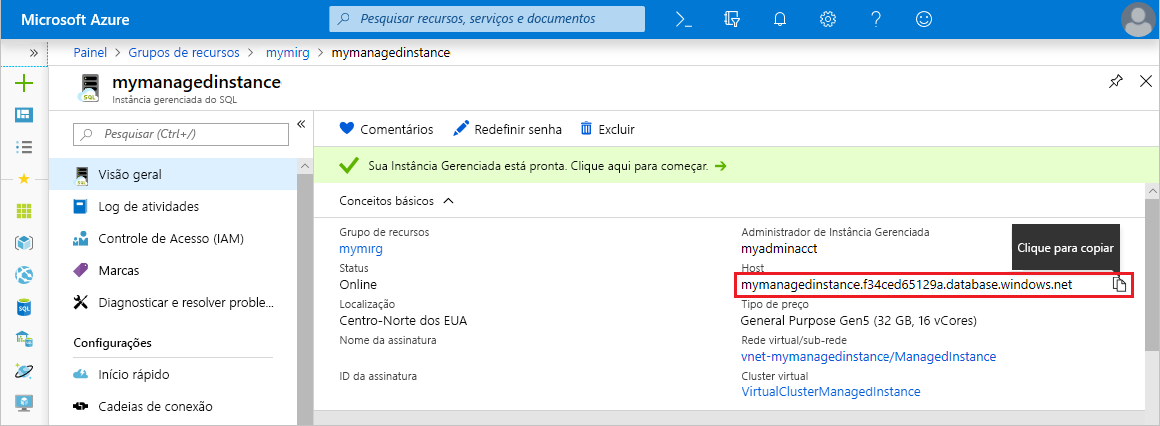 Microsoft Azure
Pesquisar recursos, serviços e documentos
Painel > Grupos de recursos > mymirg > mymanagedinstance
mymanagedinstance
Instância gerenciada do SQL
SQL
Pesquisar (Ctrl+/)
Visão geral
Log de atividades
Controle de Acesso (IAM)
Marcas
Diagnosticar e resolver proble...
Configurações
Início rápido
Cadeias de conexão
Comentários
Redefinir senha
Excluir
Sua Instância Gerenciada está pronta. Clique aqui para começar.
Conceitos básicos
Grupo de recursos
mymirg
Status
Online
Localização
Centro-Norte dos EUA
Nome da assinatura
ID da assinatura
Administrador de Instância Gerenciada
myadminacct
Clique para copiar
Host
mymanagedinstance.f34ced65129a.database.windows.net
Tipo de preço
General Purpose Gen5 (32 GB, 16 vCores)
Rede virtual/sub-rede
vnet-mymanagedinstance/ManagedInstance
Cluster virtual
VirtualClusterManagedInstance